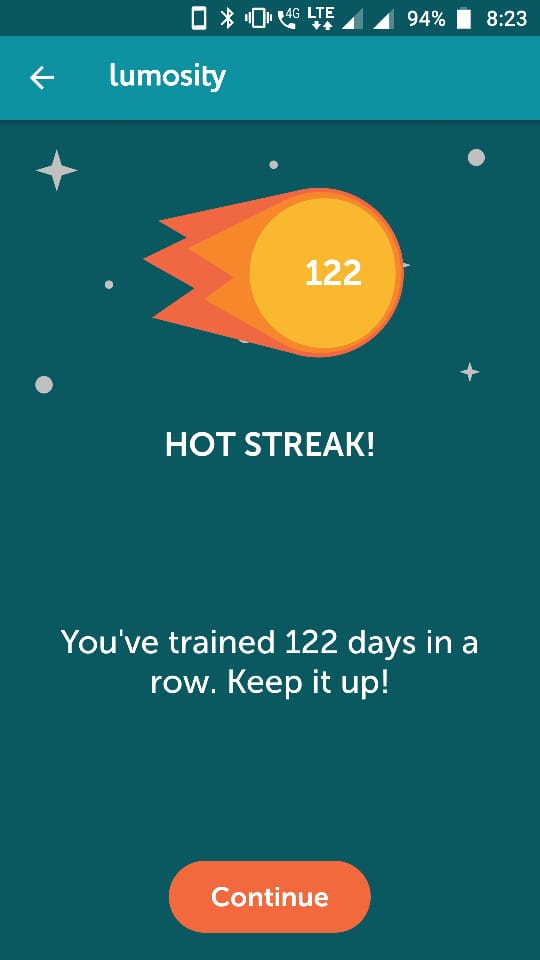 4G LTE 94% 8:23
lumosity
122
HOT STREAK!
You've trained 122 days in a
row. Keep it up!
Continue